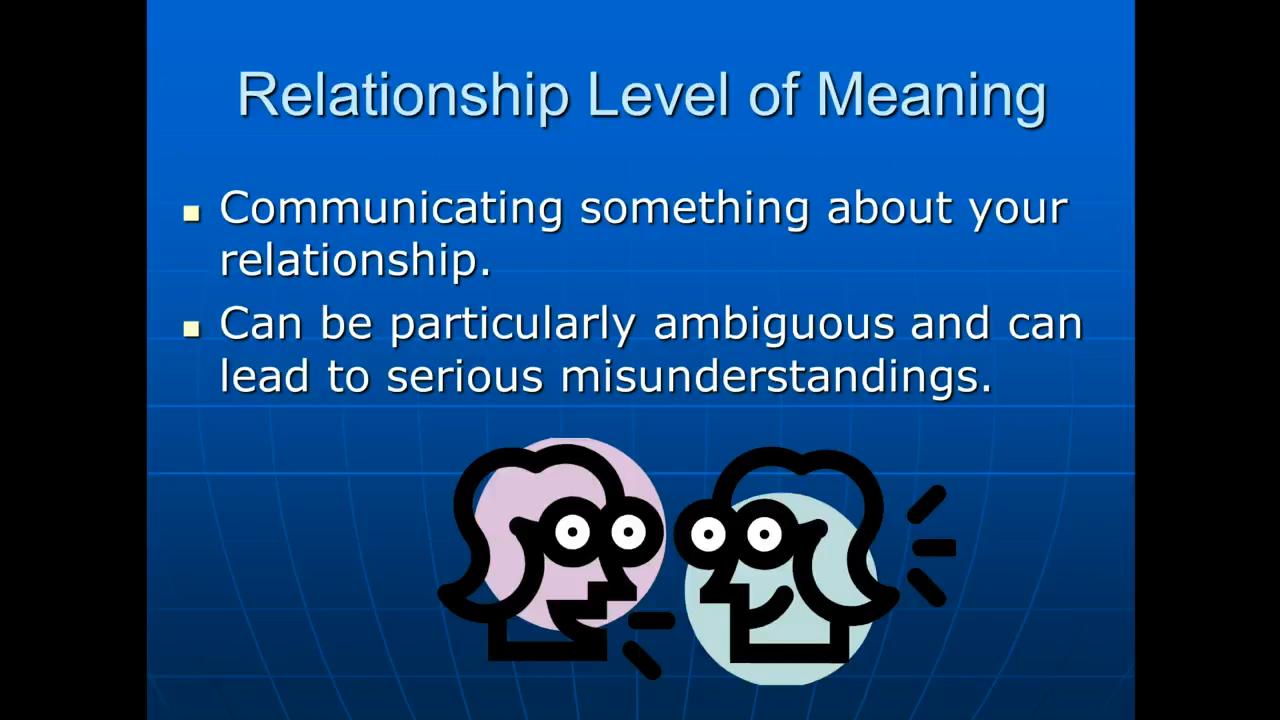 Relationship Level of Meaning
Communicating something about your
relationship.
Can be particularly ambiguous and can
lead to serious misunderstandings.